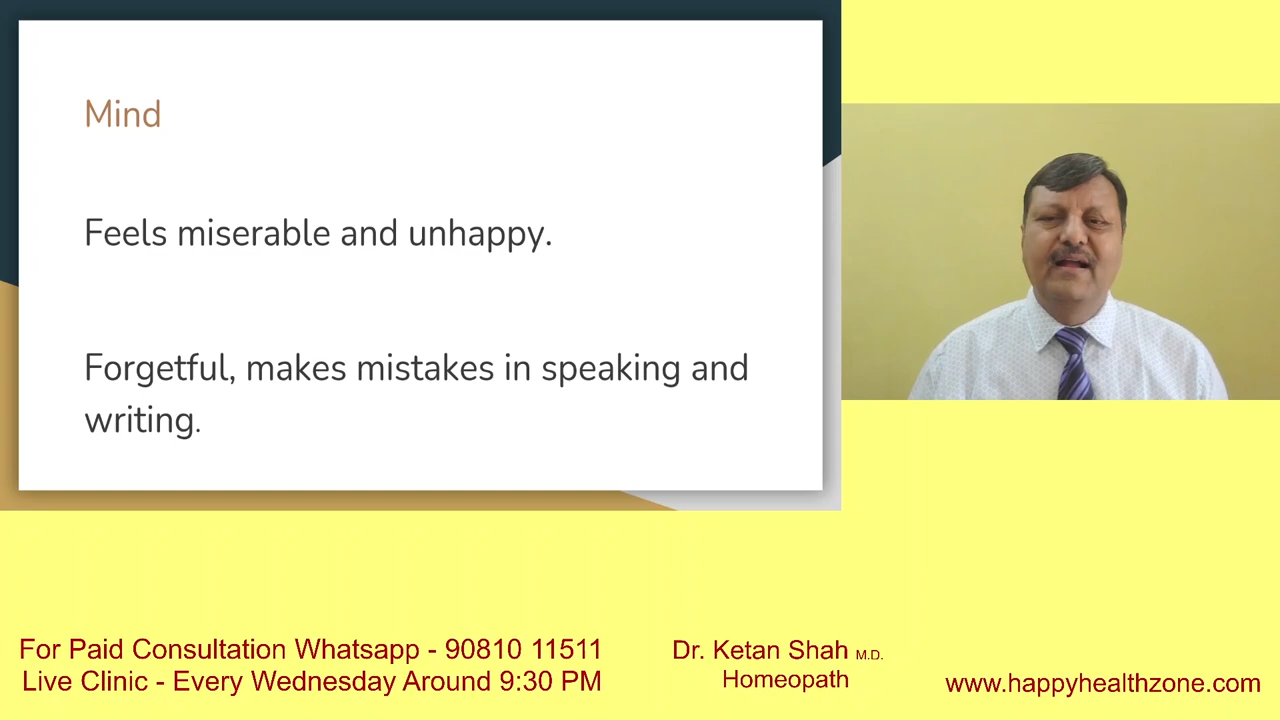 Mind
Feels miserable and unhappy.
Forgetful, makes mistakes in speaking and
writing.
For Paid Consultation Whatsapp - 90810 11511
Live Clinic - Every Wednesday Around 9:30 PM
Dr. Ketan Shah M.D.
Homeopath
www.happyhealthzone.com